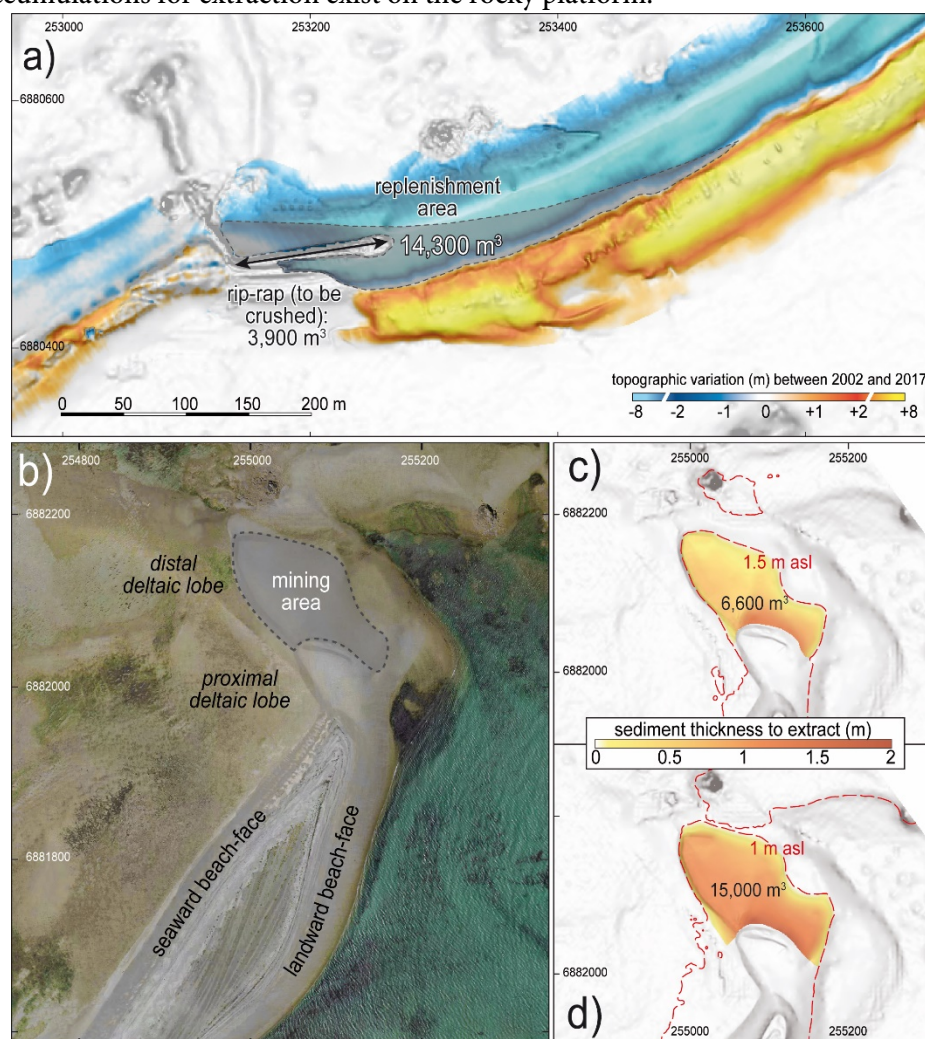 ccumulations for extraction exist on the rocky platform.
253000
253200
253400
253600
a)
6880600
replenishment
area
14,300 m³
rip-rap (to be
crushed):
3,900 m³
6880400
0 50 100 150 200 m
topographic variation (m) between 2002 and 2017
-8 -2 -1 0 +1 +2 +8
b)
254800
255000
255200
6882200
distal
deltaic lobe
mining
area
6882000
proximal
deltaic lobe
6881800
seaward beach-face
landward beach-face
c)
255000
255200
6882200
1.5 m asl
6,600 m³
6882000
sediment thickness to extract (m)
0 0.5 1 1.5 2
1 m asl
15,000 m³
6882000
d)
255000
255200